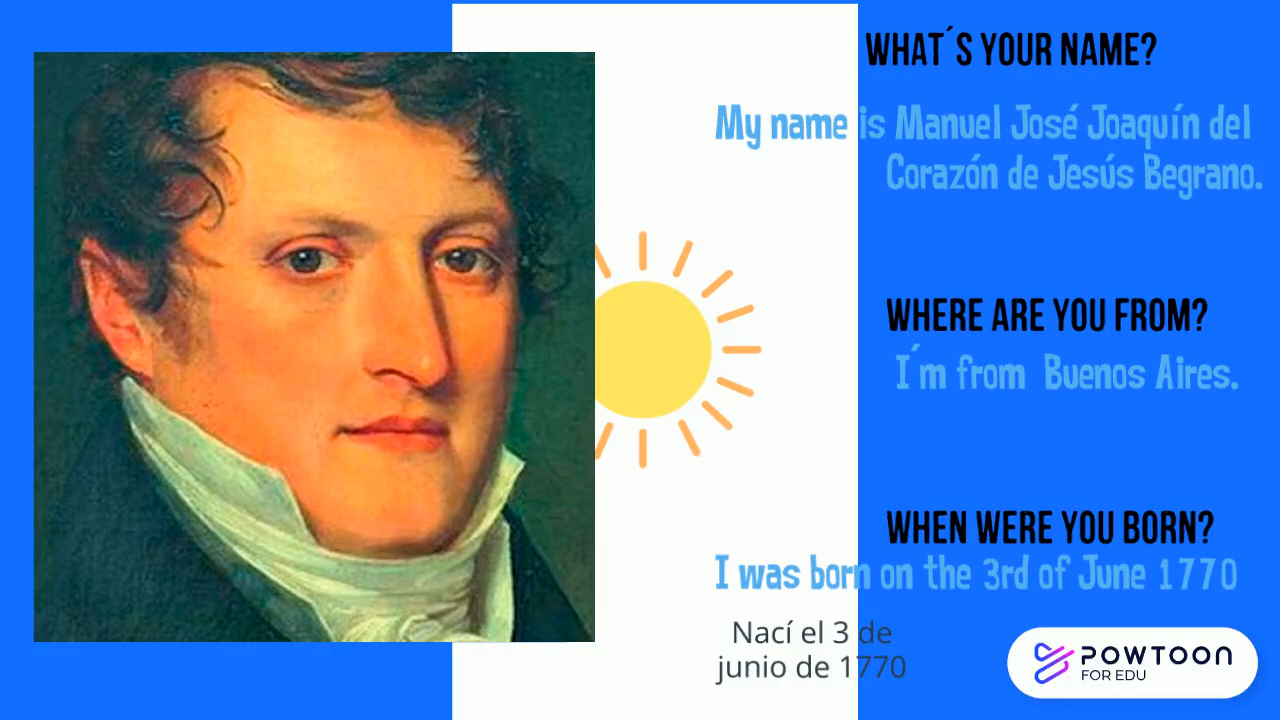 WHAT´S YOUR NAME?
My name is Manuel José Joaquín del
Corazón de Jesús Begrano.
WHERE ARE YOU FROM?
I´m from Buenos Aires.
WHEN WERE YOU BORN?
I was born on the 3rd of June 1770
Nací el 3 de
junio de 1770
POWTOON
FOR EDU